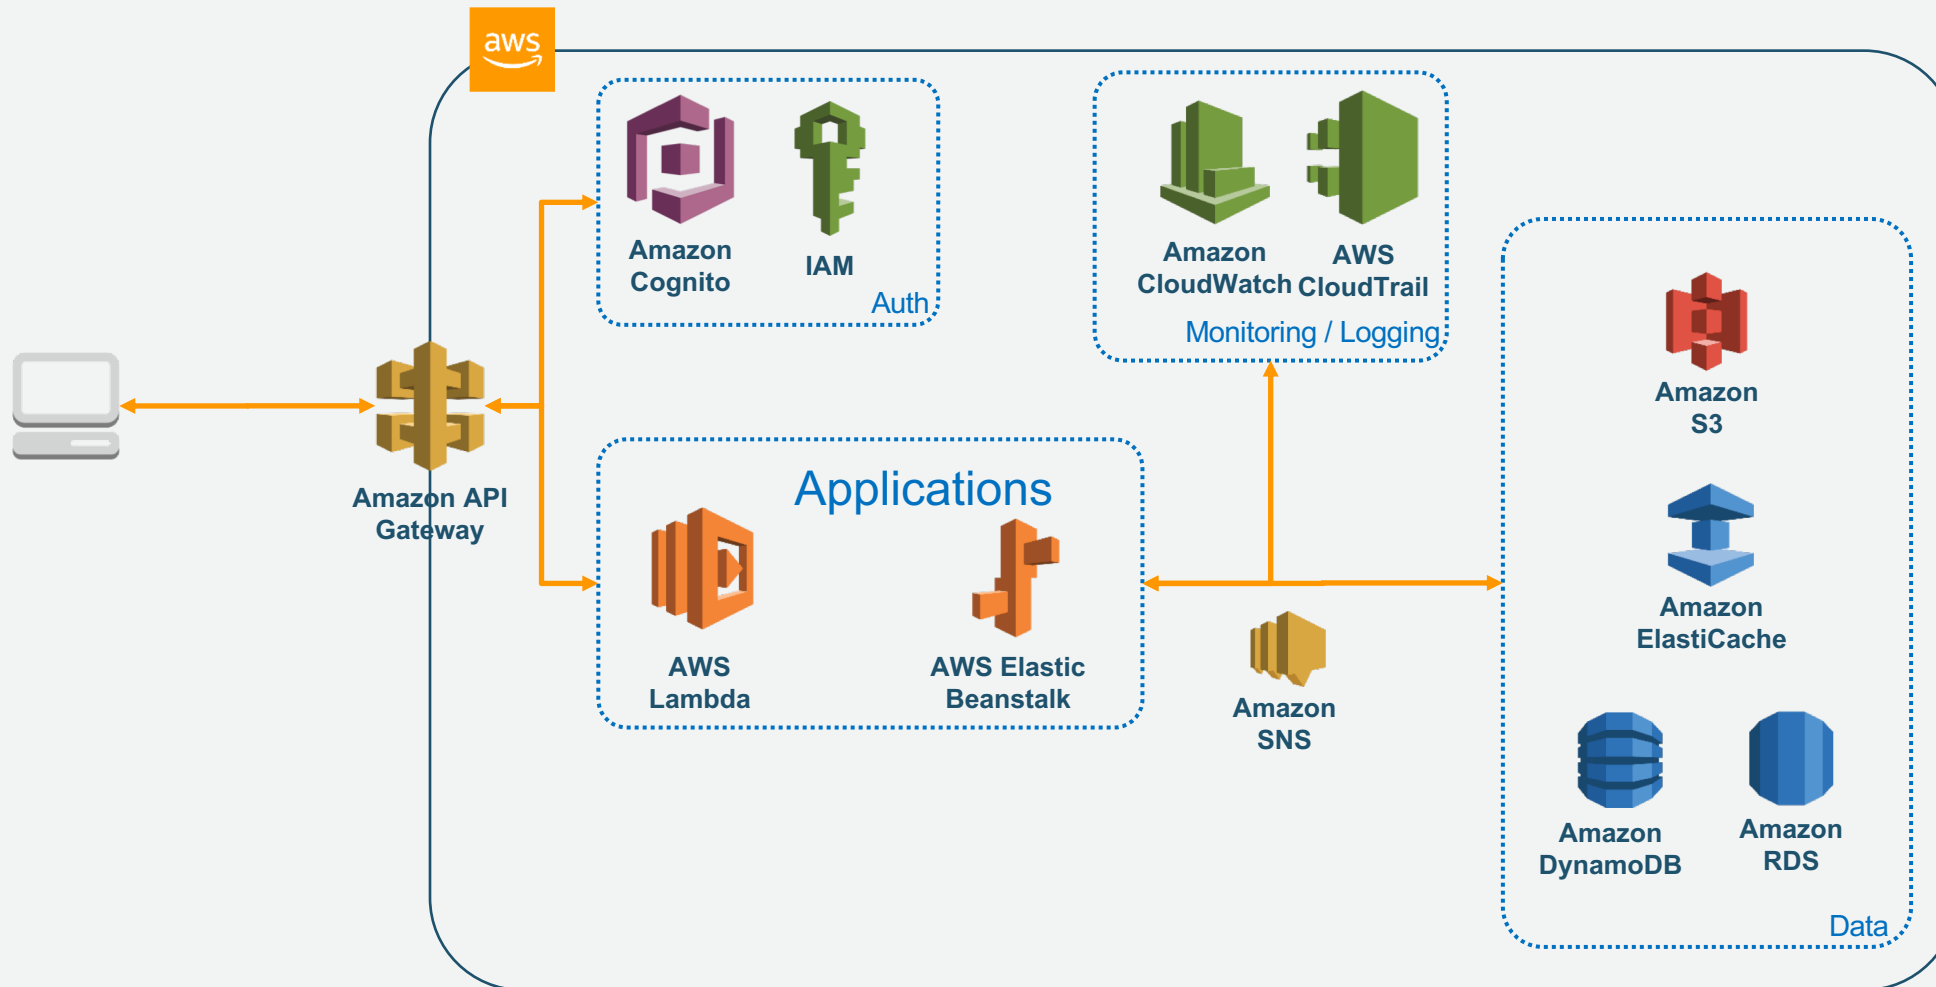 aws
Amazon
Cognito
IAM
Auth
Amazon
CloudWatch
AWS
CloudTrail
Monitoring / Logging
Amazon API
Gateway
Applications
AWS
Lambda
AWS Elastic
Beanstalk
Amazon
SNS
Amazon
S3
Amazon
ElastiCache
Amazon
DynamoDB
Amazon
RDS
Data